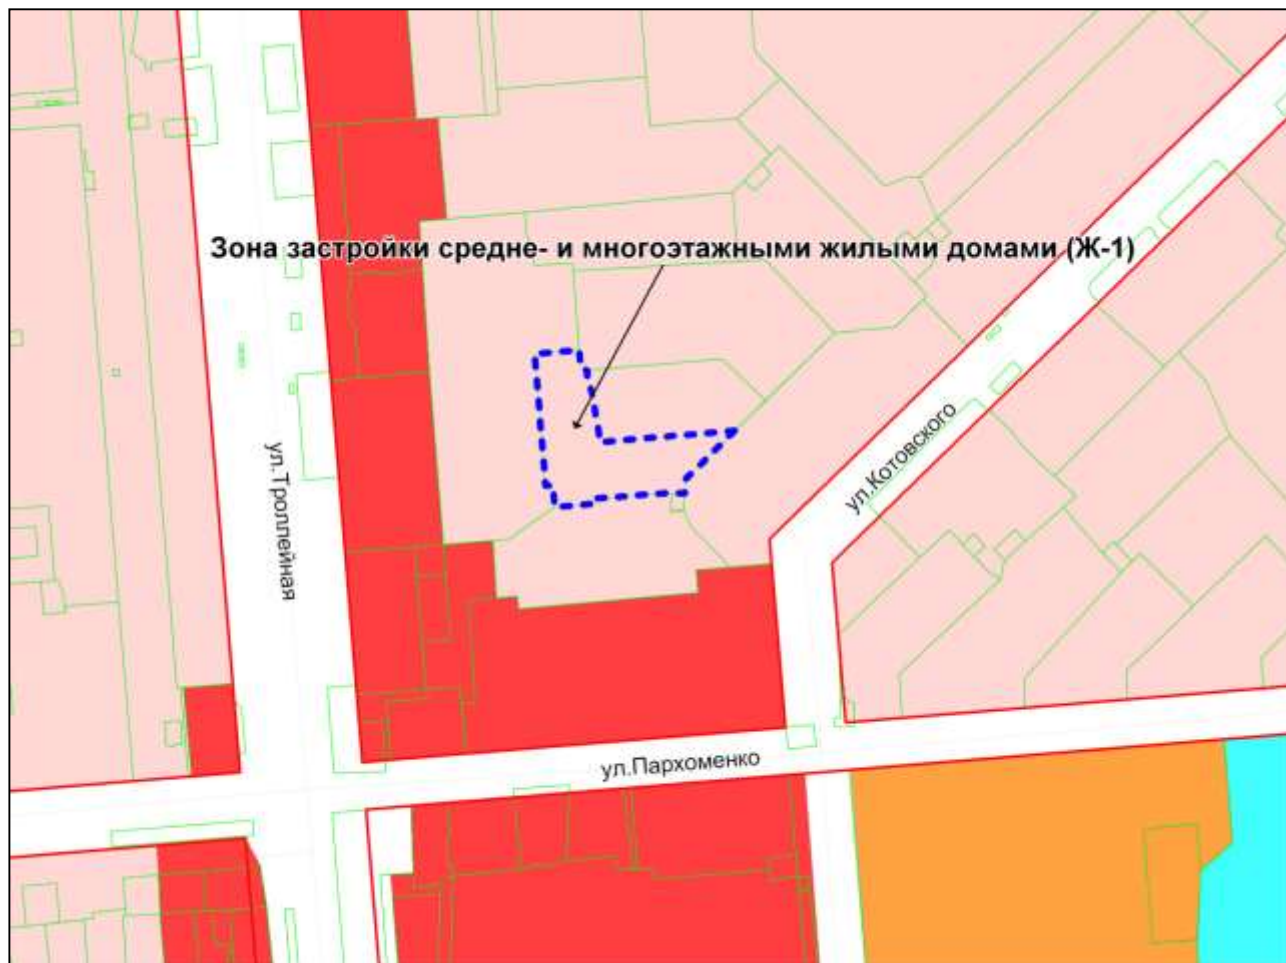 Зона застройки средне- и многоэтажными жилыми домами (Ж-1)
ул.Котовского
ул.Троллейная
ул.Пархоменко